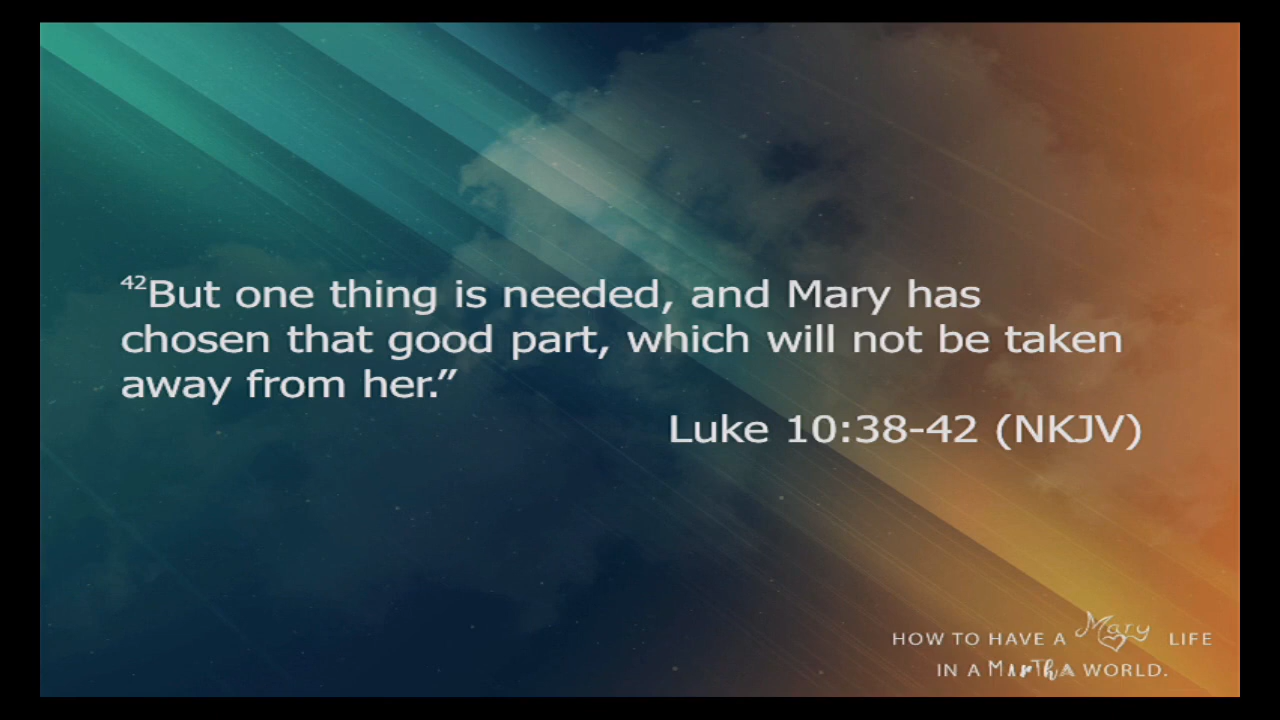 ⁴²But one thing is needed, and Mary has
chosen that good part, which will not be taken
away from her.”
Luke 10:38-42 (NKJV)
HOW TO HAVE A Mary LIFE
IN A MarThA WORLD.